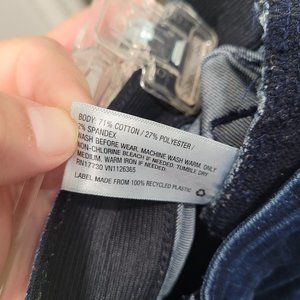 BODY: 71% COTTON / 27% POLYESTER /
2% SPANDEX
WASH BEFORE WEAR. MACHINE WASH WARM. ONLY
NON-CHLORINE BLEACH IF NEEDED. TUMBLE DRY
MEDIUM. WARM IRON IF NEEDED.
RN17730 VN1126365
LABEL MADE FROM 100% RECYCLED PLASTIC